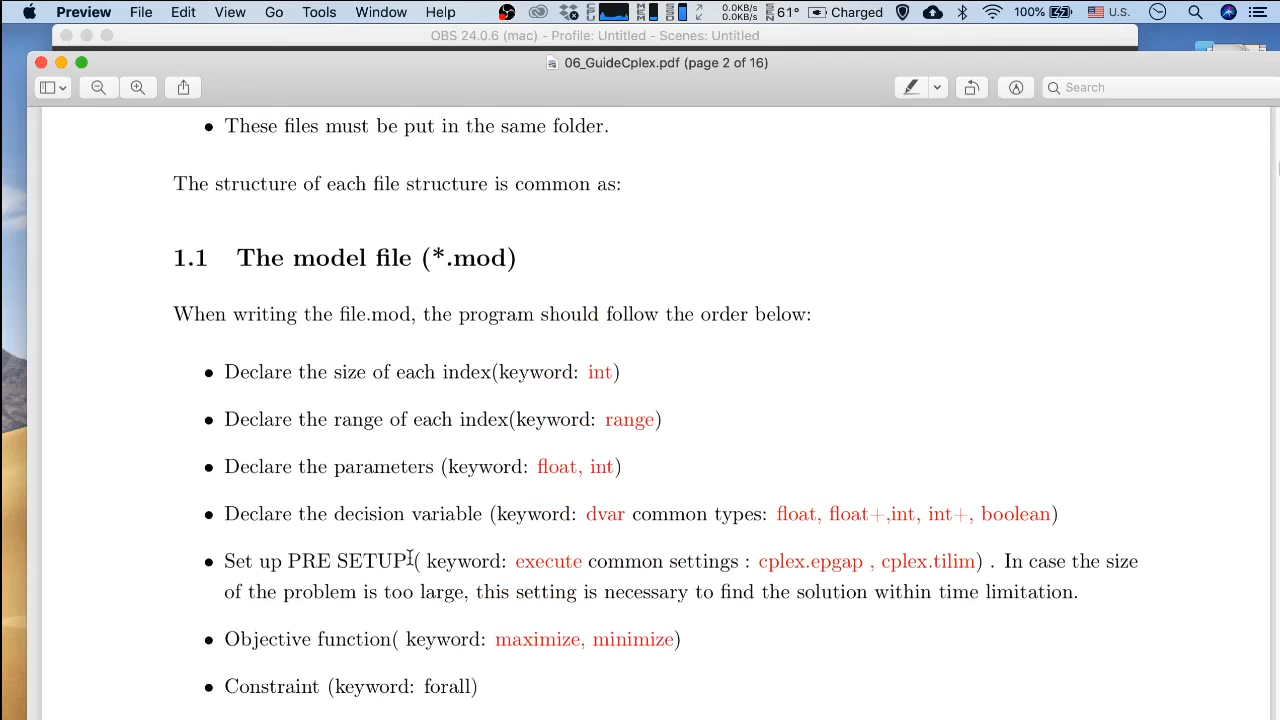 Preview File Edit View Go Tools Window Help 0.0KB/s 0.0KB/s 61° Charged 100% U.S.
OBS 24.0.6 (mac) - Profile: Untitled - Scenes: Untitled
06_GuideCplex.pdf (page 2 of 16)
Search
• These files must be put in the same folder.
The structure of each file structure is common as:
1.1 The model file (*.mod)
When writing the file.mod, the program should follow the order below:
• Declare the size of each index(keyword: int)
• Declare the range of each index(keyword: range)
• Declare the parameters (keyword: float, int)
• Declare the decision variable (keyword: dvar common types: float, float+,int, int+, boolean)
• Set up PRE SETUP( keyword: execute common settings : cplex.epgap , cplex.tilim) . In case the size
of the problem is too large, this setting is necessary to find the solution within time limitation.
• Objective function( keyword: maximize, minimize)
• Constraint (keyword: forall)